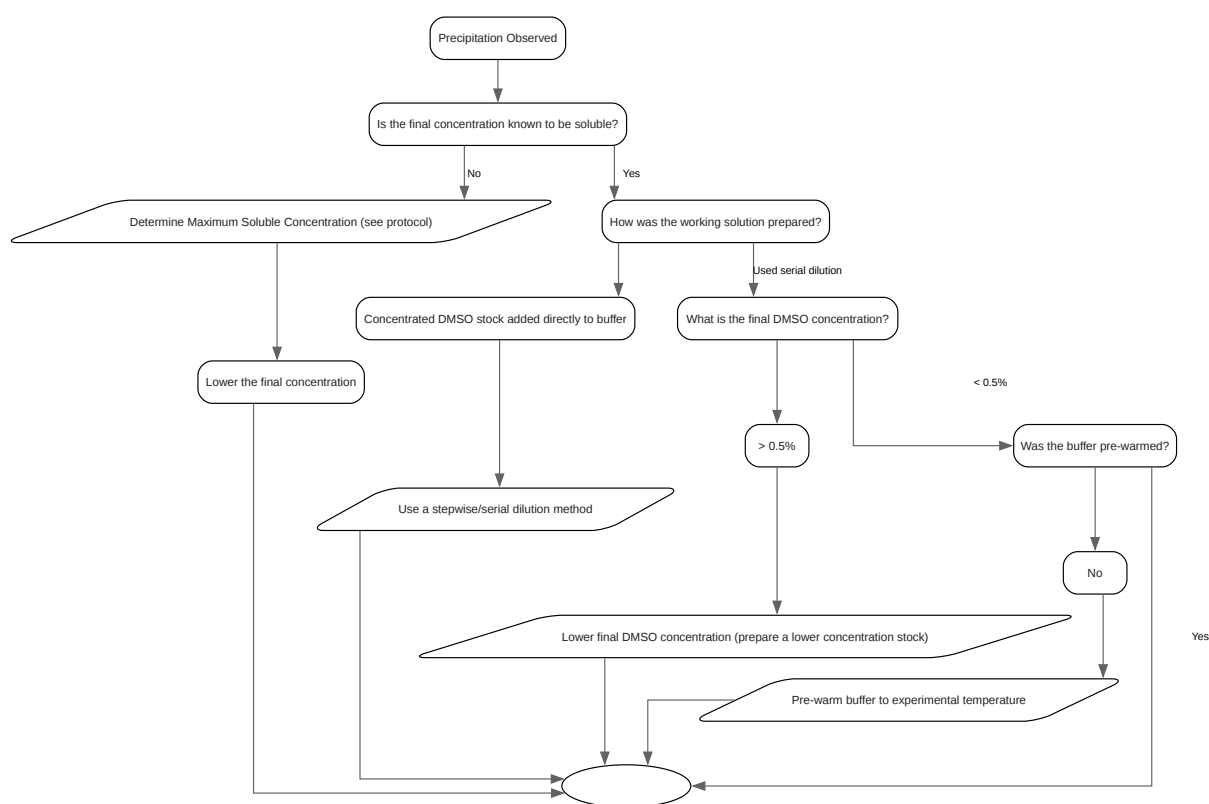 Precipitation Observed
Is the final concentration known to be soluble?
No
Yes
Determine Maximum Soluble Concentration (see protocol)
How was the working solution prepared?
Used serial dilution
Concentrated DMSO stock added directly to buffer
What is the final DMSO concentration?
Lower the final concentration
< 0.5%
> 0.5%
Was the buffer pre-warmed?
Use a stepwise/serial dilution method
No
Lower final DMSO concentration (prepare a lower concentration stock)
Yes
Pre-warm buffer to experimental temperature